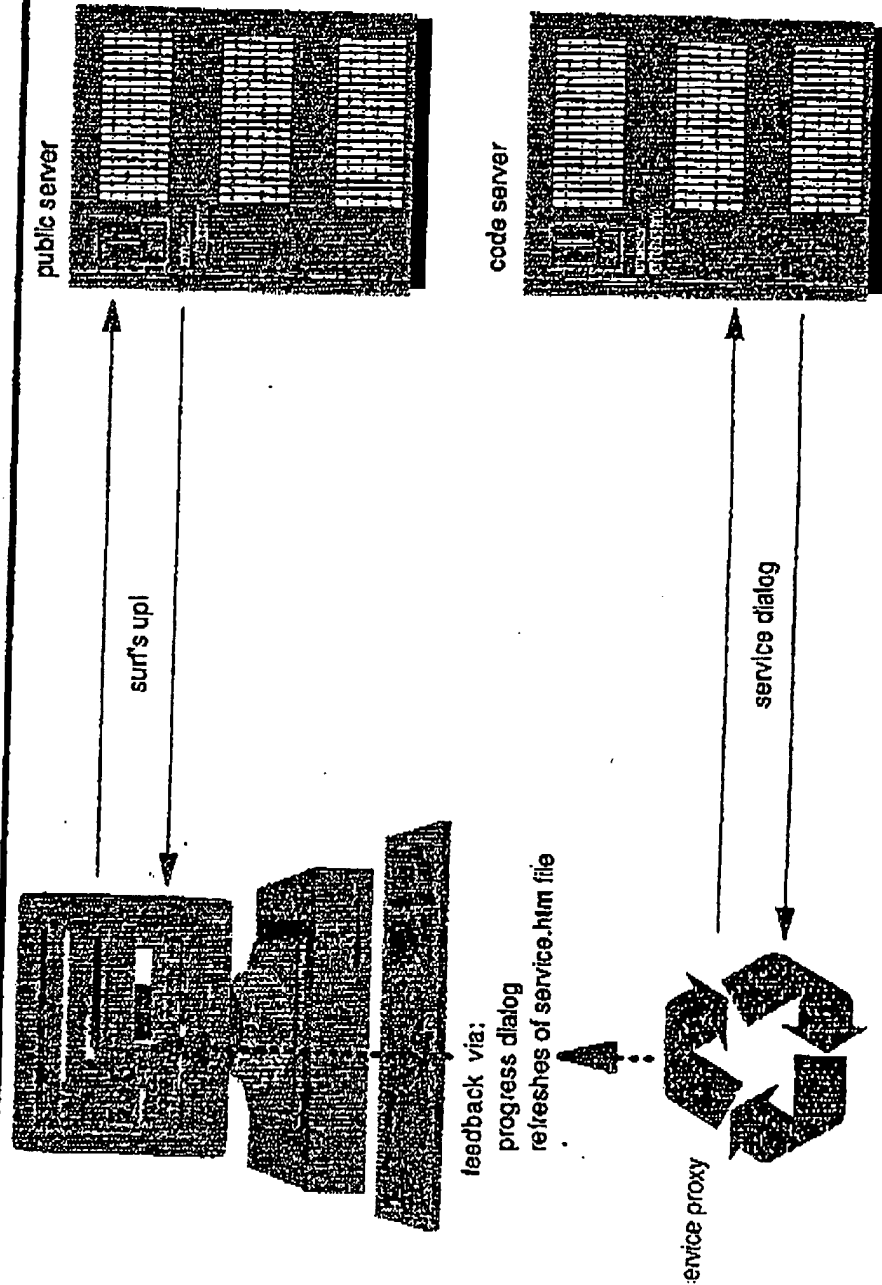 public server
surf's up!
code server
service dialog
feedback via:
progress dialog
refreshes of service.htm file
ervice proxy